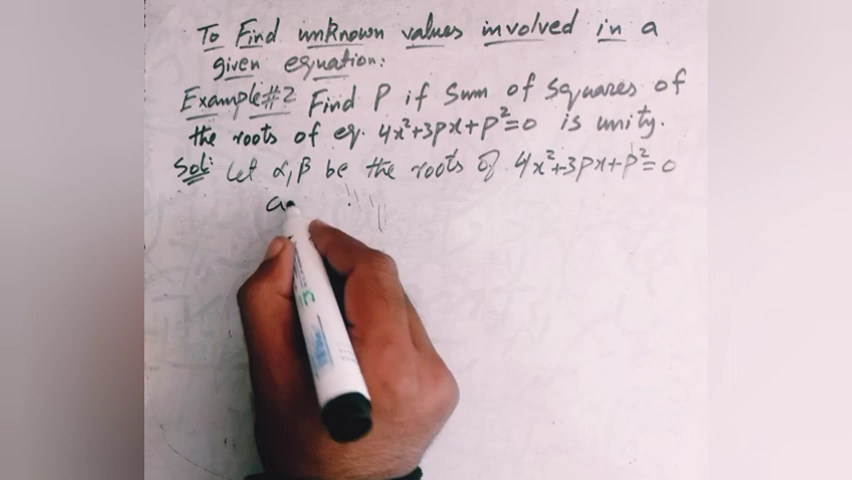 To Find unknown values involved in a
given equation:
Example#2 Find P if Sum of Squares of
the roots of eq. 4x²+3px+p²=0 is unity.
Sol: Let α,β be the roots of 4x²+3px+p²=0
a